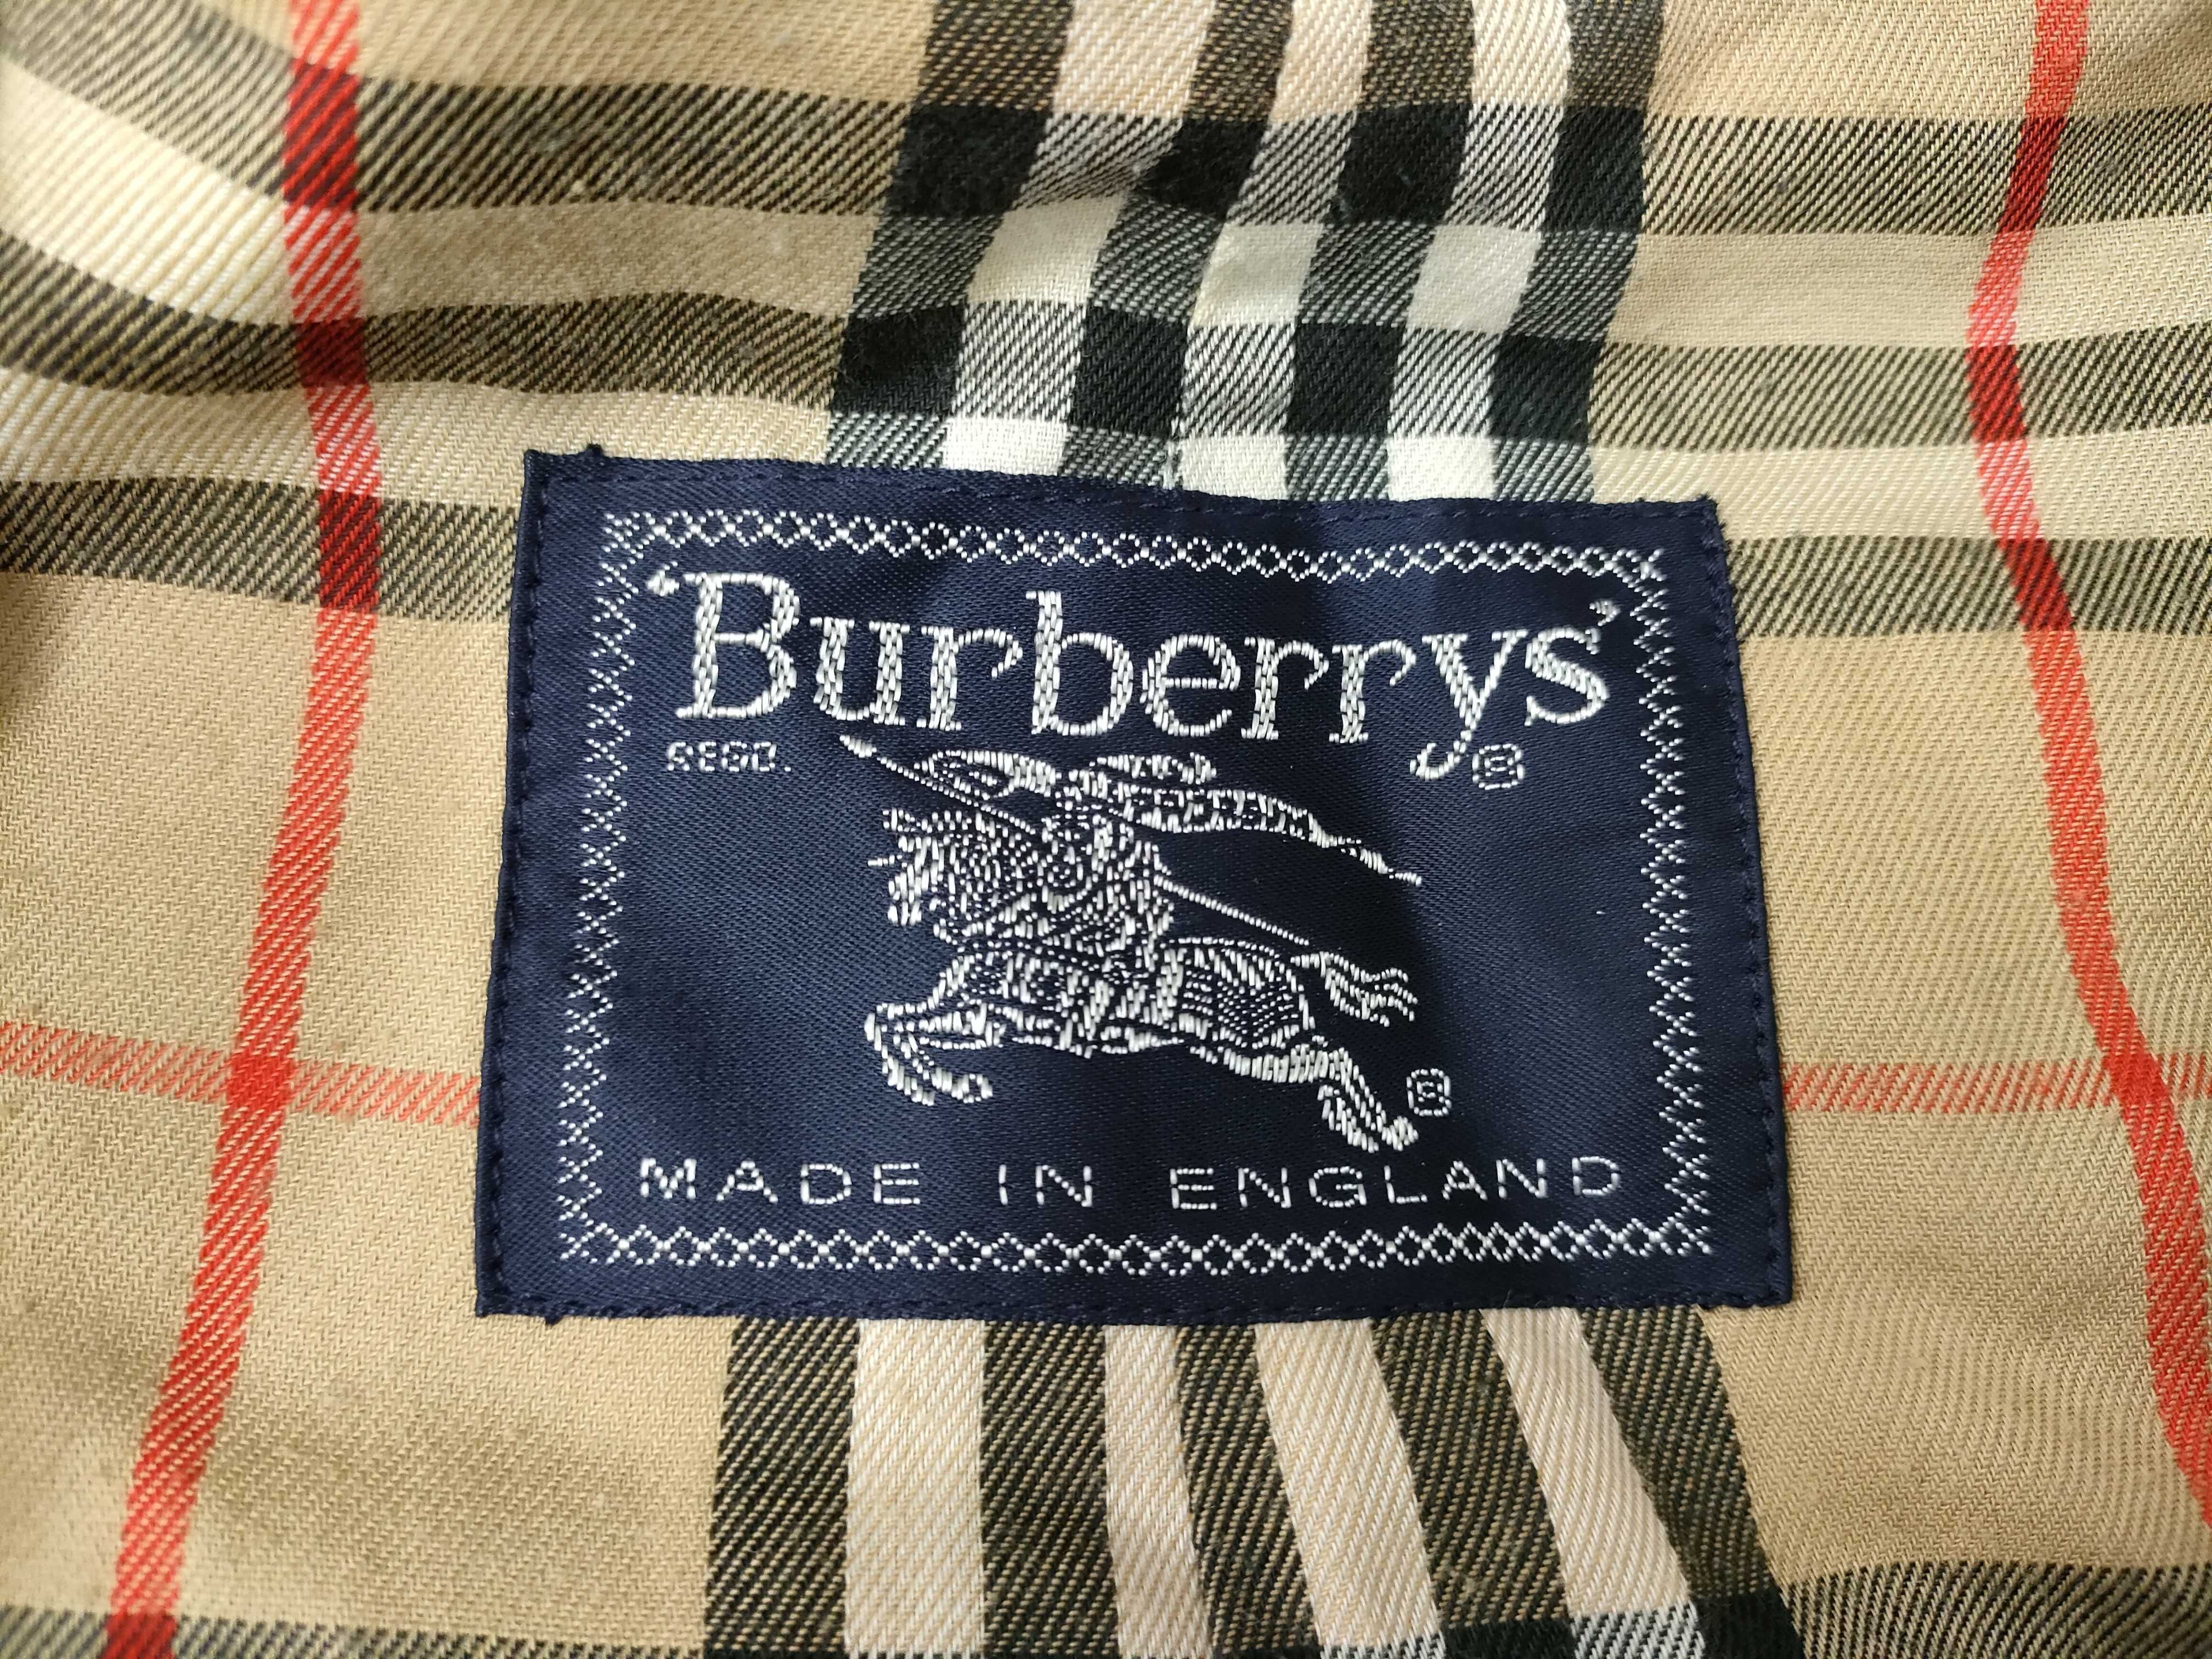 ‘Burberrys’
REGD. ®
®
MADE IN ENGLAND